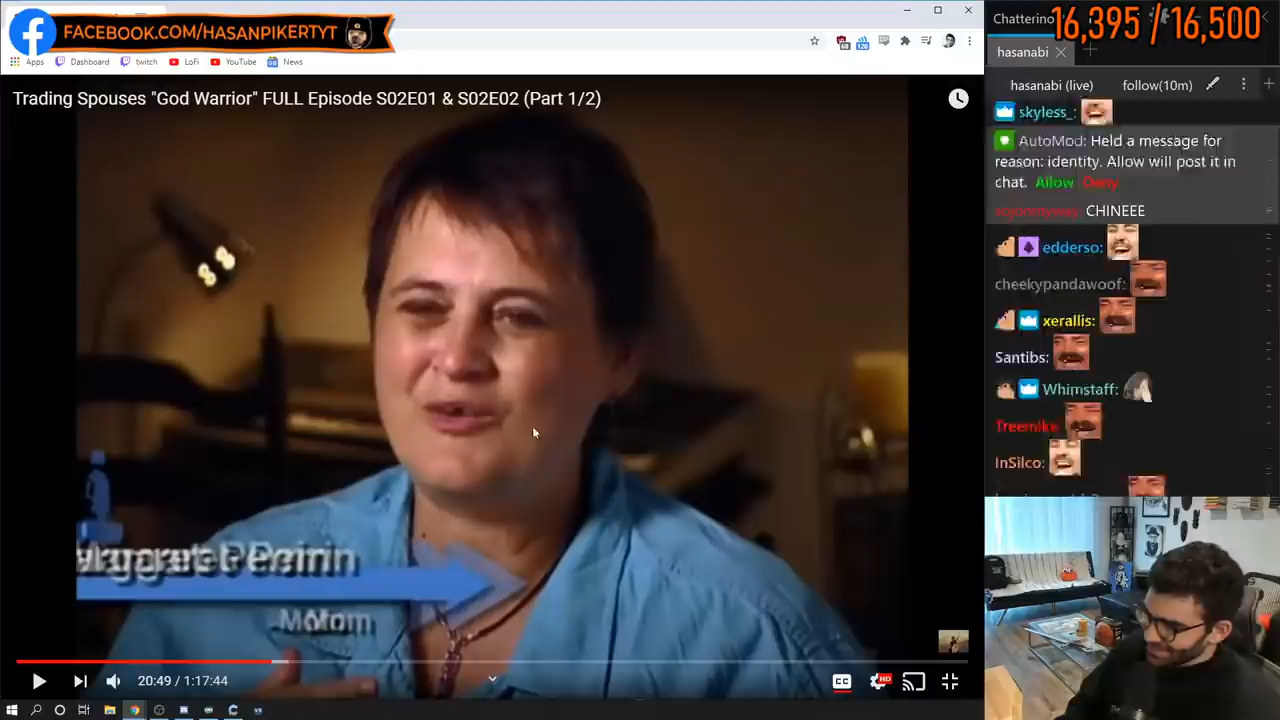 FACEBOOK.COM/HASANPIKERTYT
Apps
Dashboard
twitch
LoFi
YouTube
News
Trading Spouses "God Warrior" FULL Episode S02E01 & S02E02 (Part 1/2)
20:49 / 1:17:44
CC
HD
Chatterino
16,395 / 16,500
hasanabi
hasanabi (live)
follow(10m)
skyless_:
AutoMod: Held a message for
reason: identity. Allow will post it in
chat. Allow Deny
CHINEEE
edderso:
cheekypandawoof:
xerallis:
Santibs:
Whimstaff:
Treemike
InSilco: